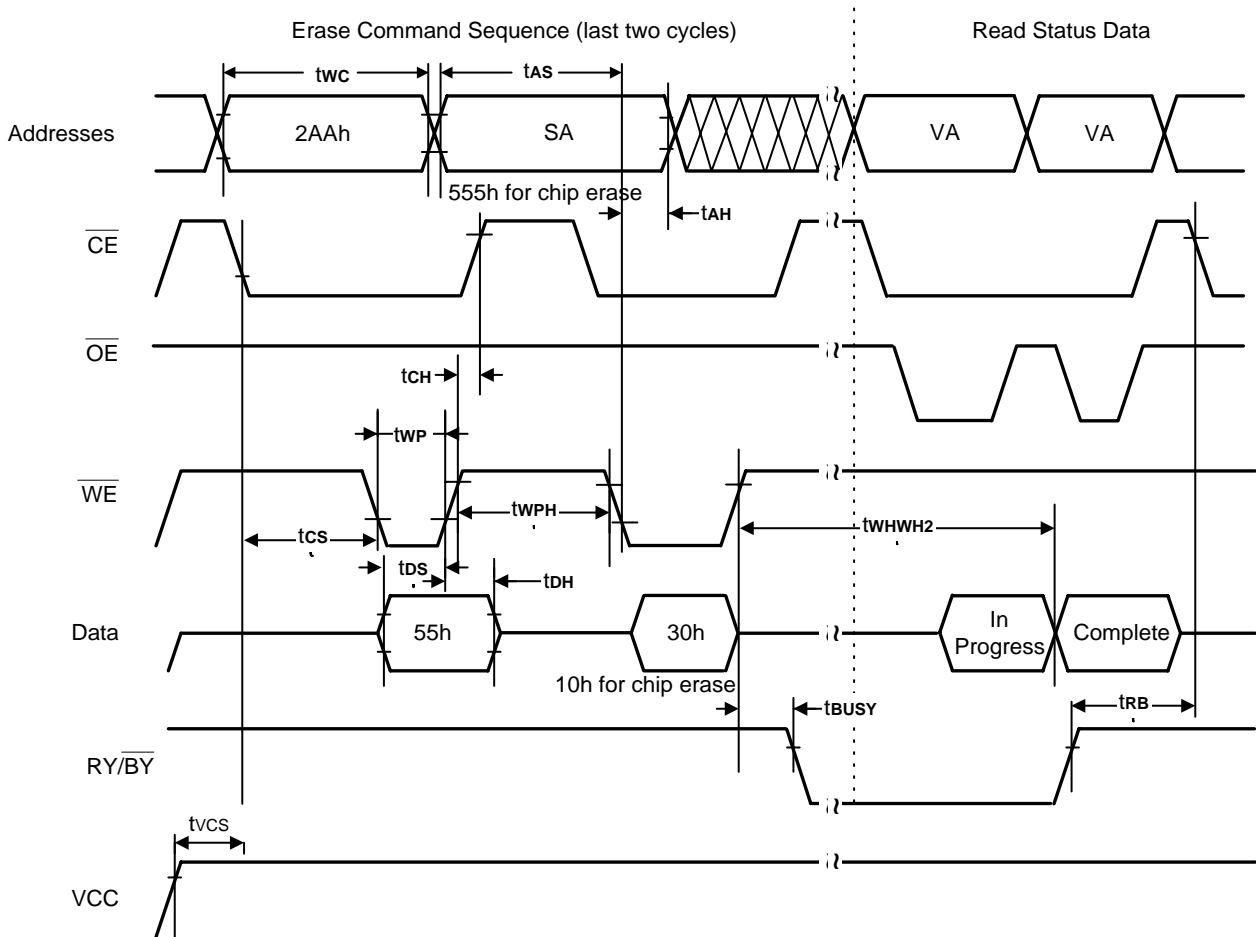 Erase Command Sequence (last two cycles)
Read Status Data
tWC
tAS
Addresses
2AAh
SA
VA
VA
555h for chip erase
tAH
CE
OE
tCH
tWP
WE
tWPH
tWHWH2
tCS
tDS
tDH
Data
55h
30h
In
Progress
Complete
10h for chip erase
tBUSY
tRB
RY/BY
tVCS
VCC